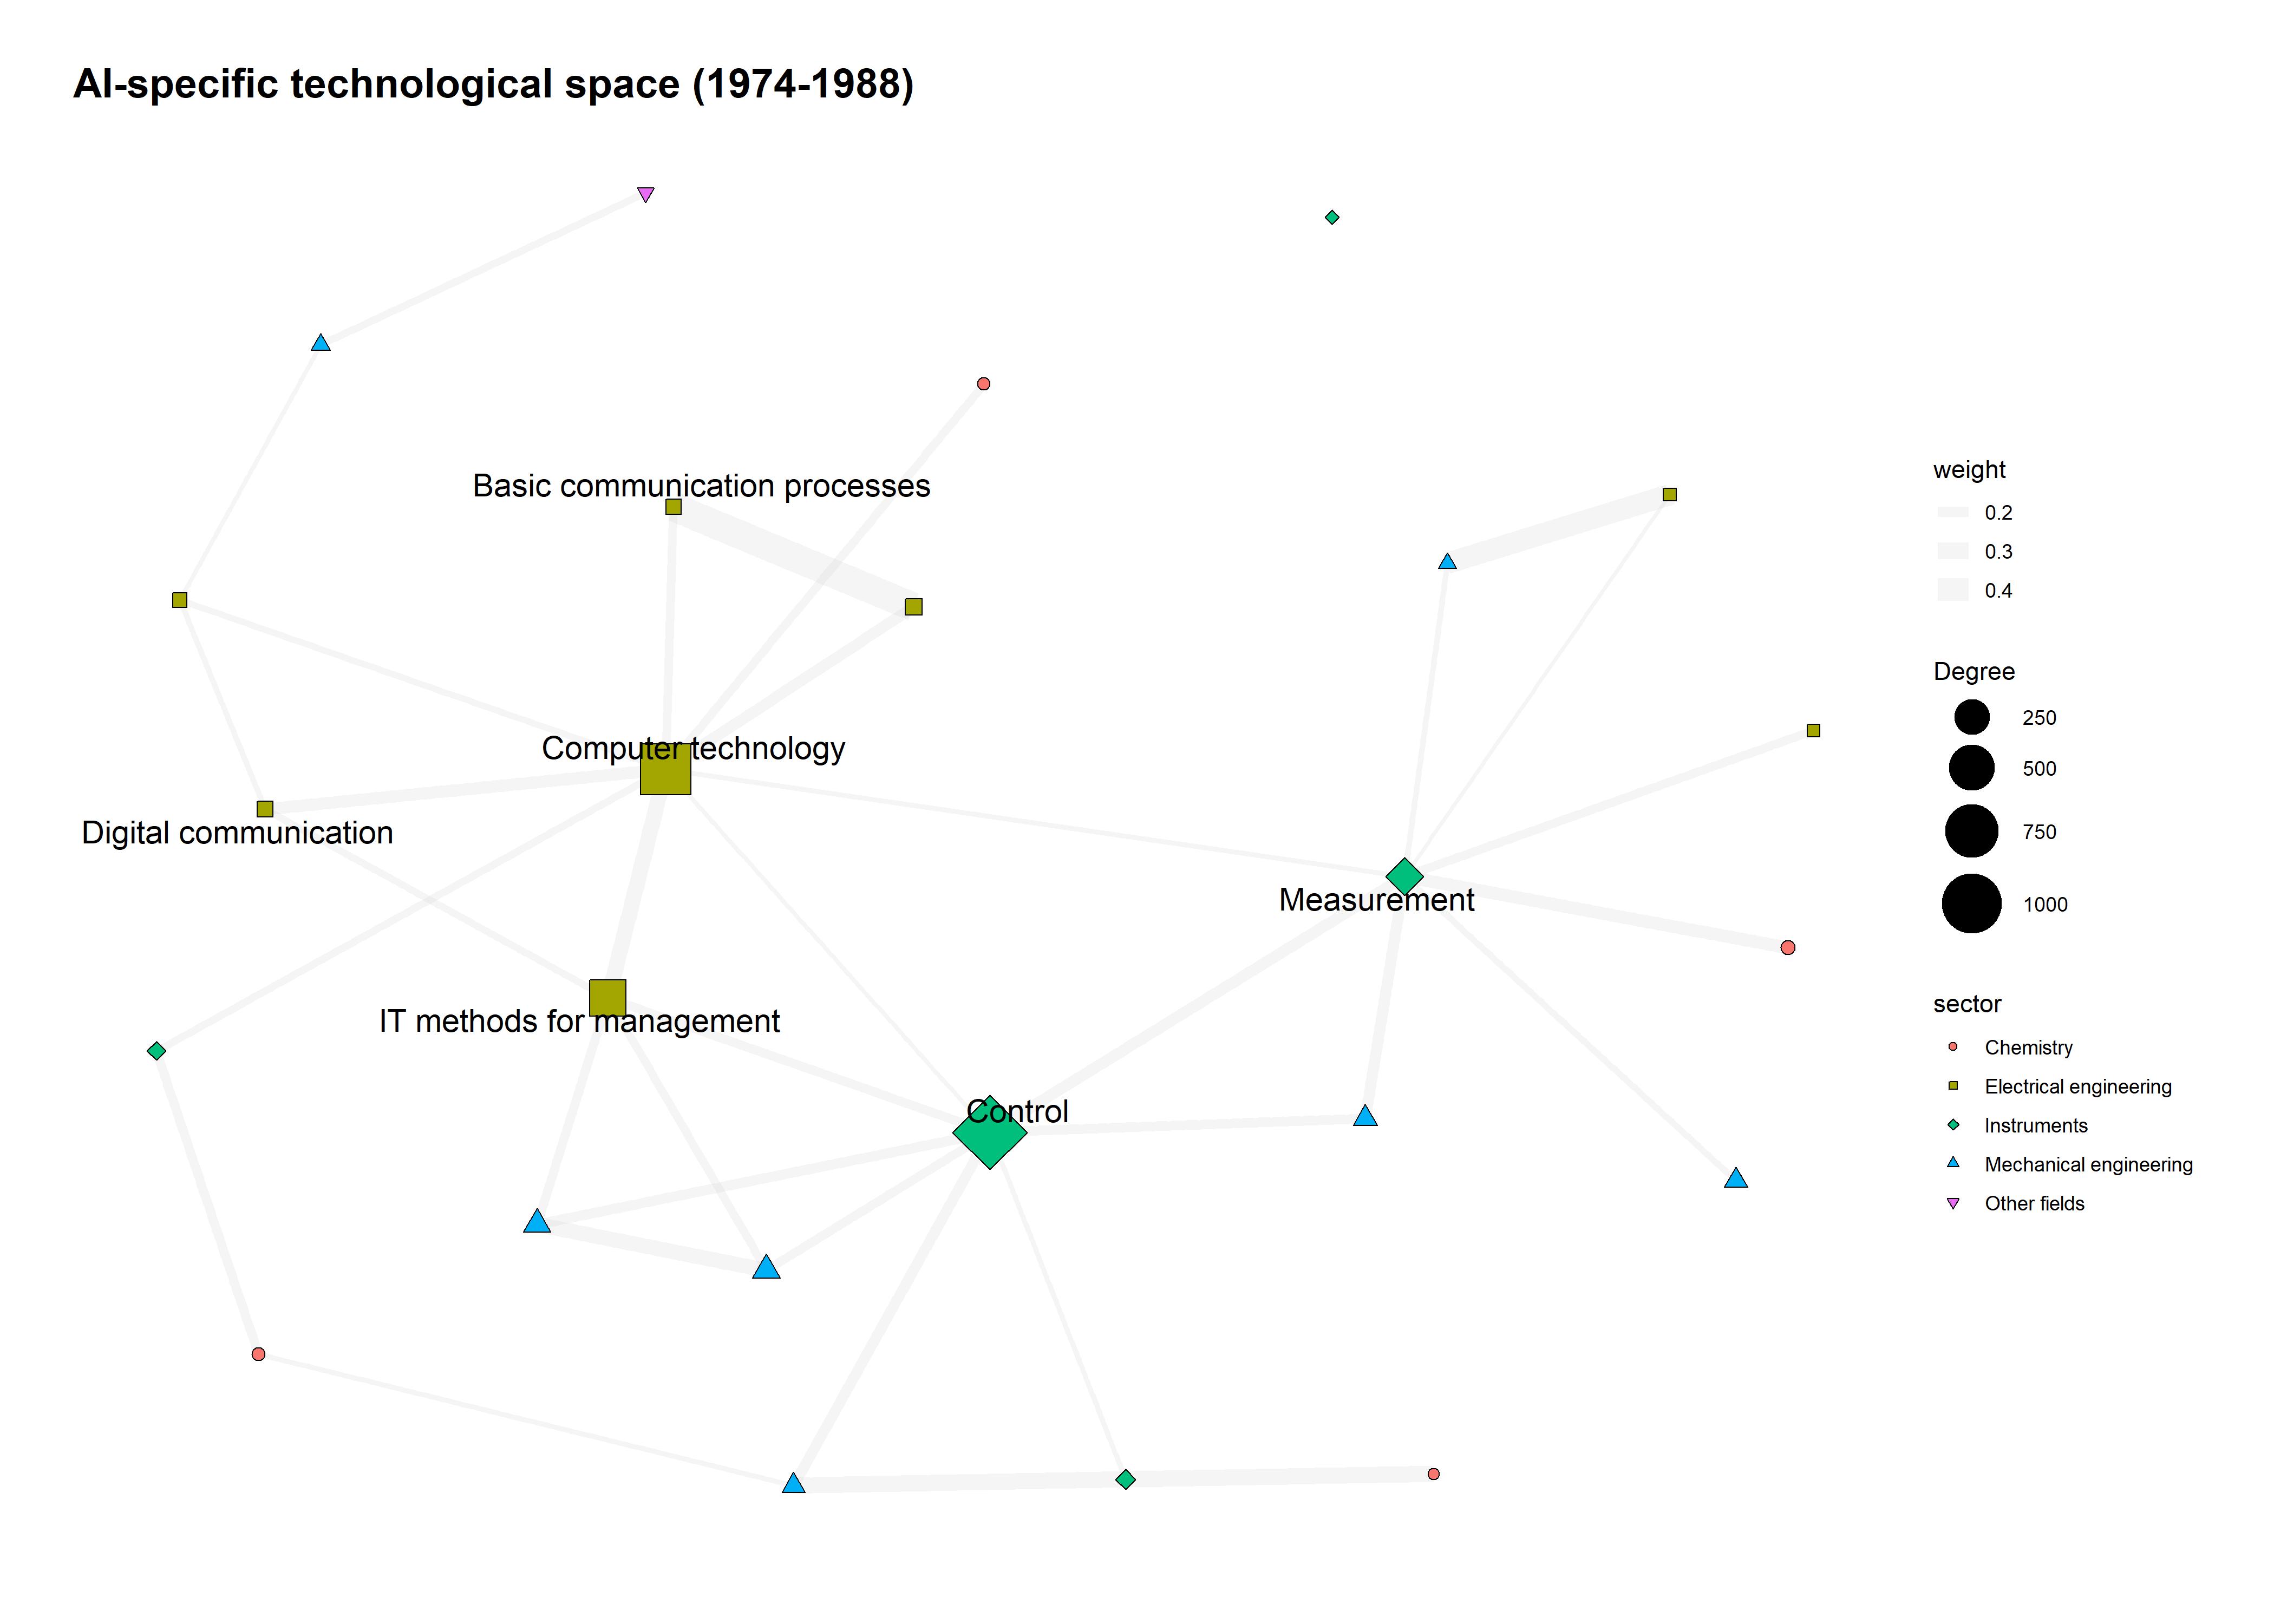 AI-specific technological space (1974-1988)
Basic communication processes
Computer technology
Digital communication
Measurement
IT methods for management
Control
weight
0.2
0.3
0.4
Degree
250
500
750
1000
sector
Chemistry
Electrical engineering
Instruments
Mechanical engineering
Other fields